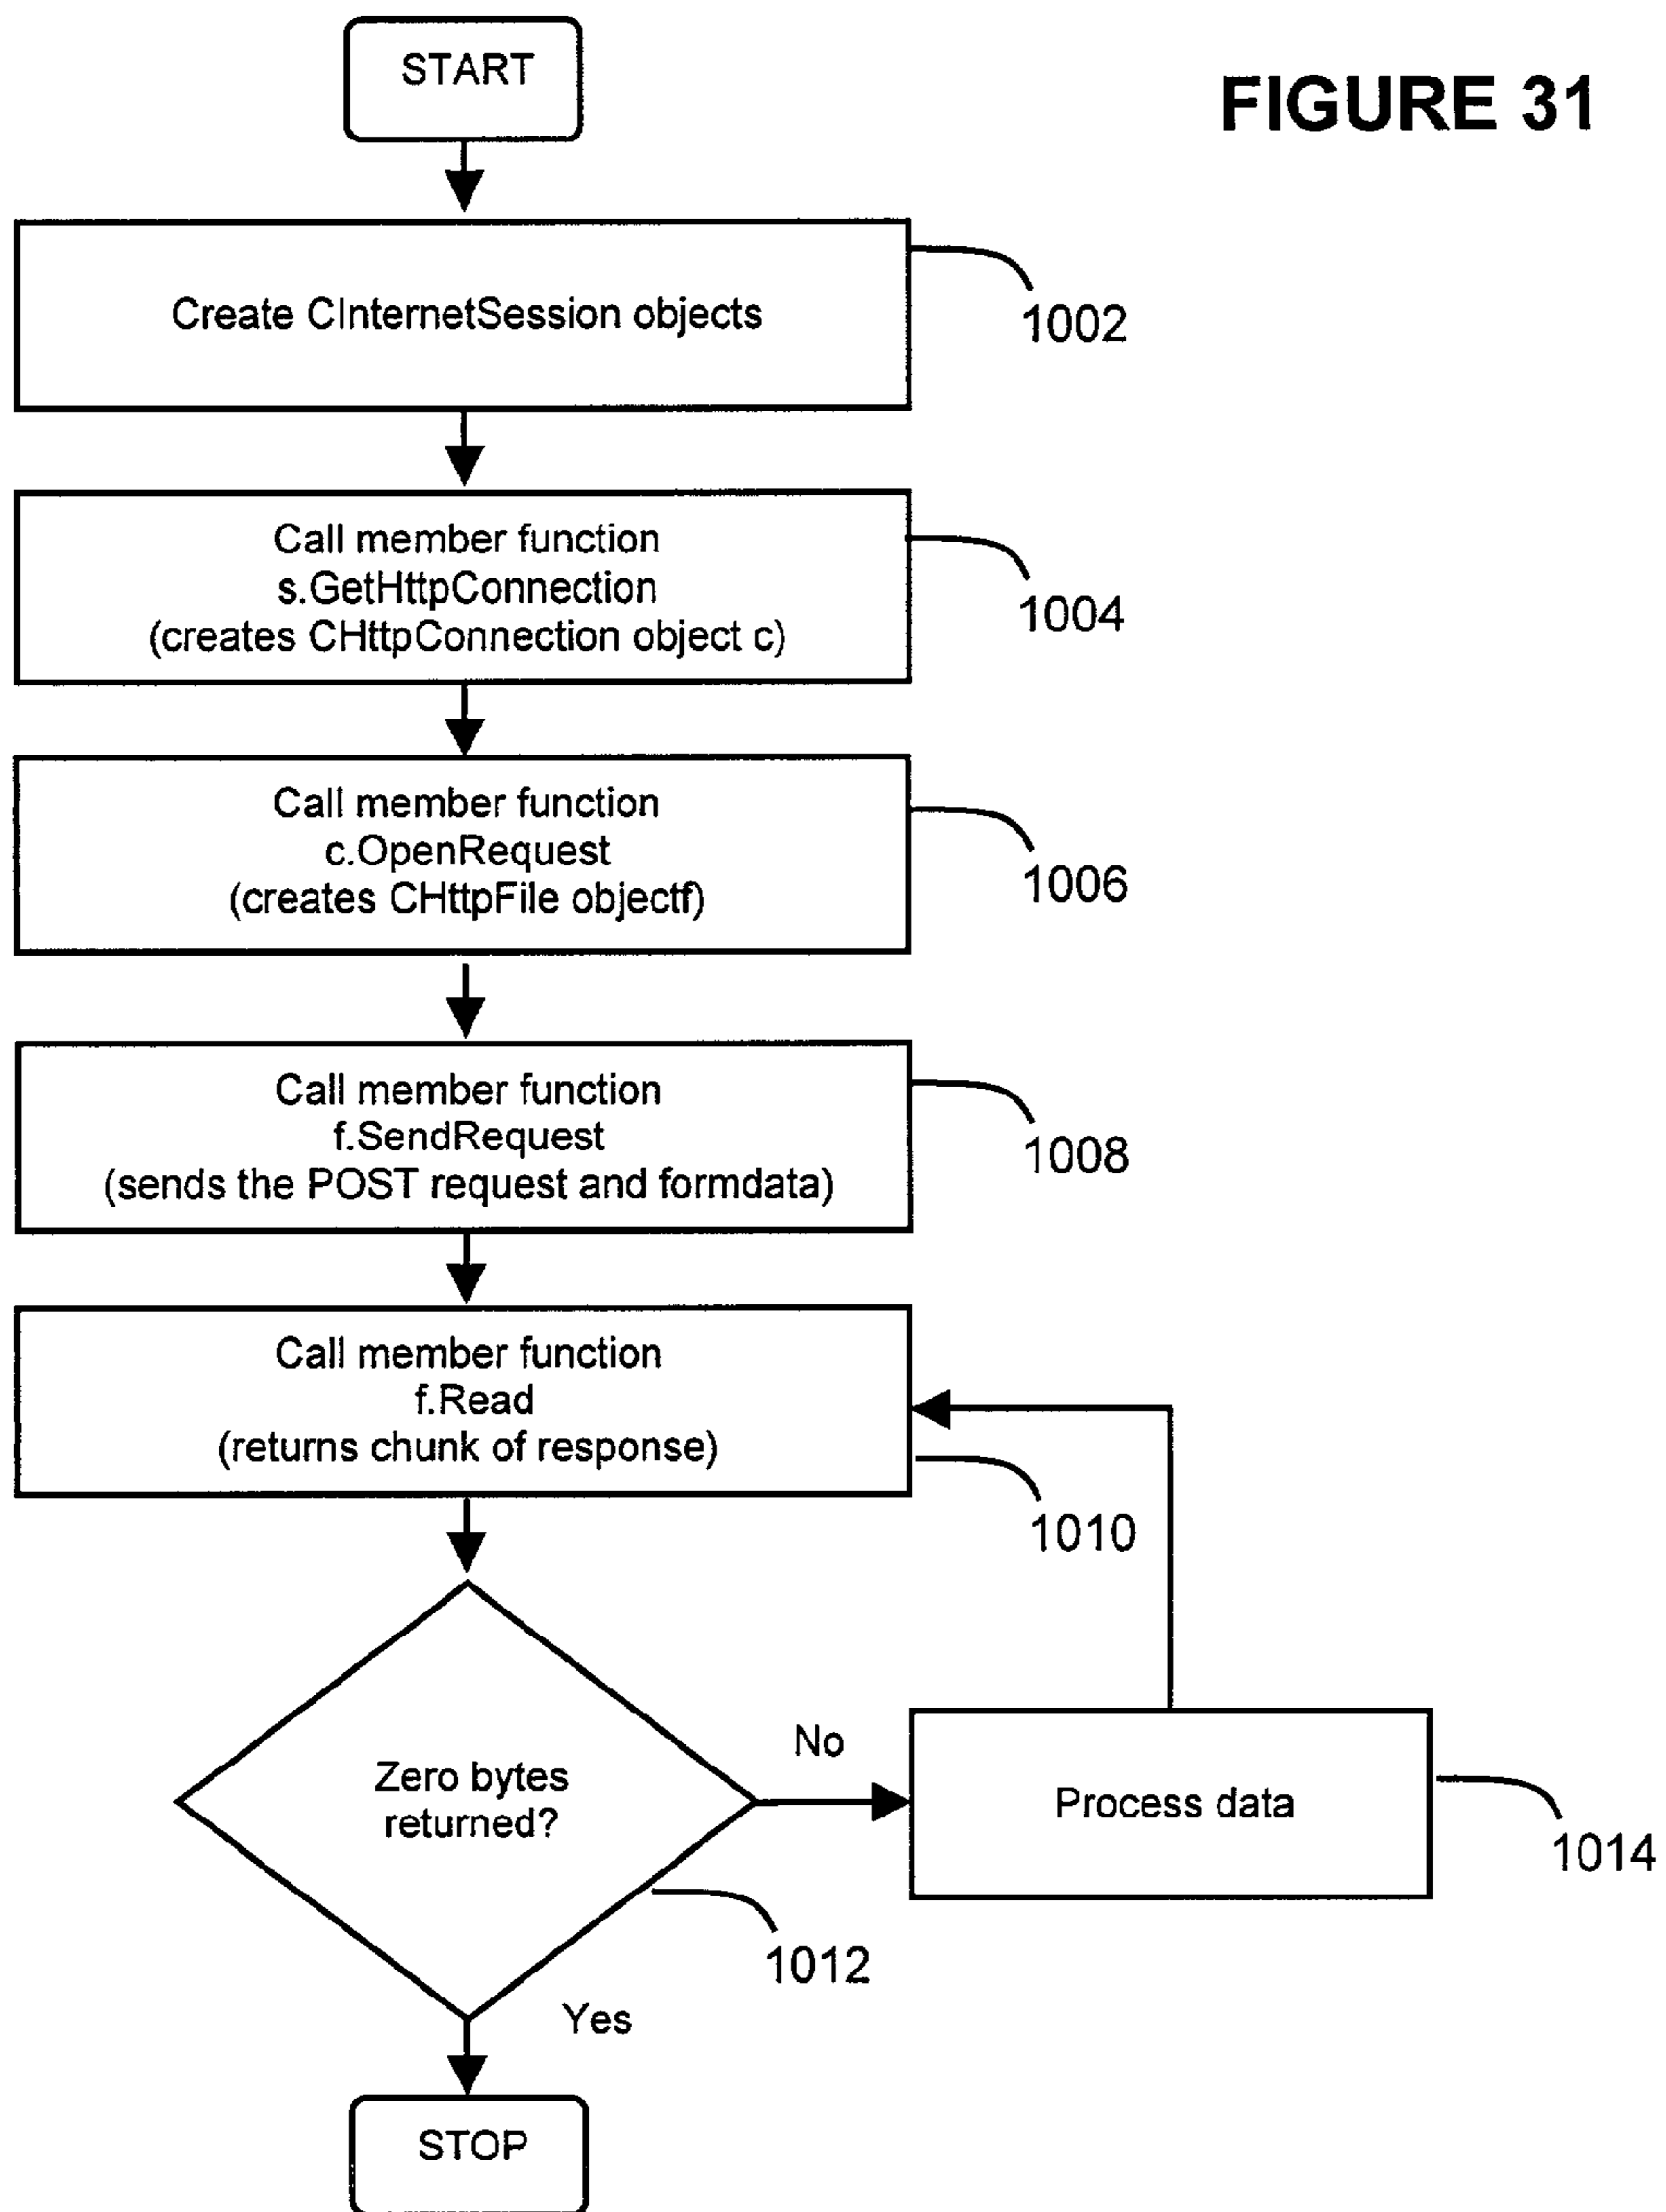 START
FIGURE 31
Create CInternetSession objects
1002
Call member function
s.GetHttpConnection
(creates CHttpConnection object c)
1004
Call member function
c.OpenRequest
(creates CHttpFile objectf)
1006
Call member function
f.SendRequest
(sends the POST request and formdata)
1008
Call member function
f.Read
(returns chunk of response)
1010
Zero bytes
returned?
No
Process data
1014
1012
Yes
STOP